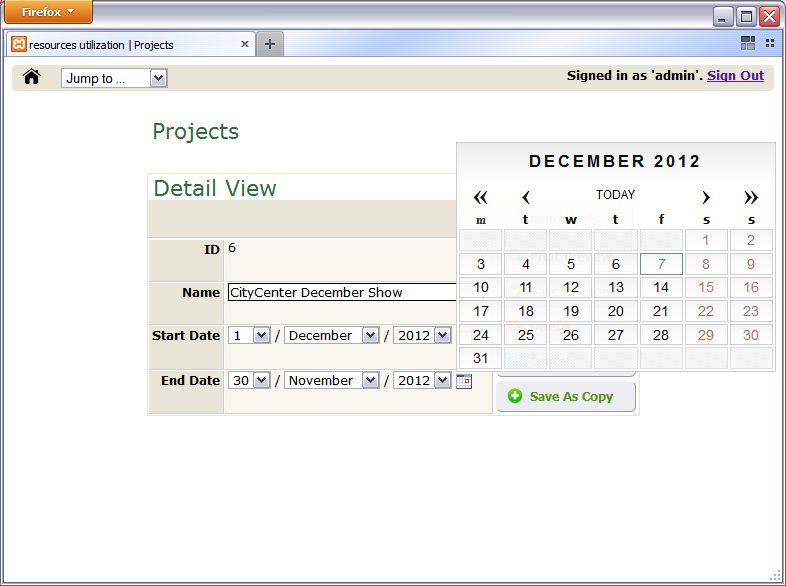 Firefox
resources utilization | Projects
Jump to ...
Signed in as 'admin'. Sign Out
Projects
Detail View
ID 6
Name CityCenter December Show
Start Date 1 / December / 2012
End Date 30 / November / 2012
DECEMBER 2012
« ‹ TODAY › »
m t w t f s s
1 2
3 4 5 6 7 8 9
10 11 12 13 14 15 16
17 18 19 20 21 22 23
24 25 26 27 28 29 30
31
Cancel
Save As Copy